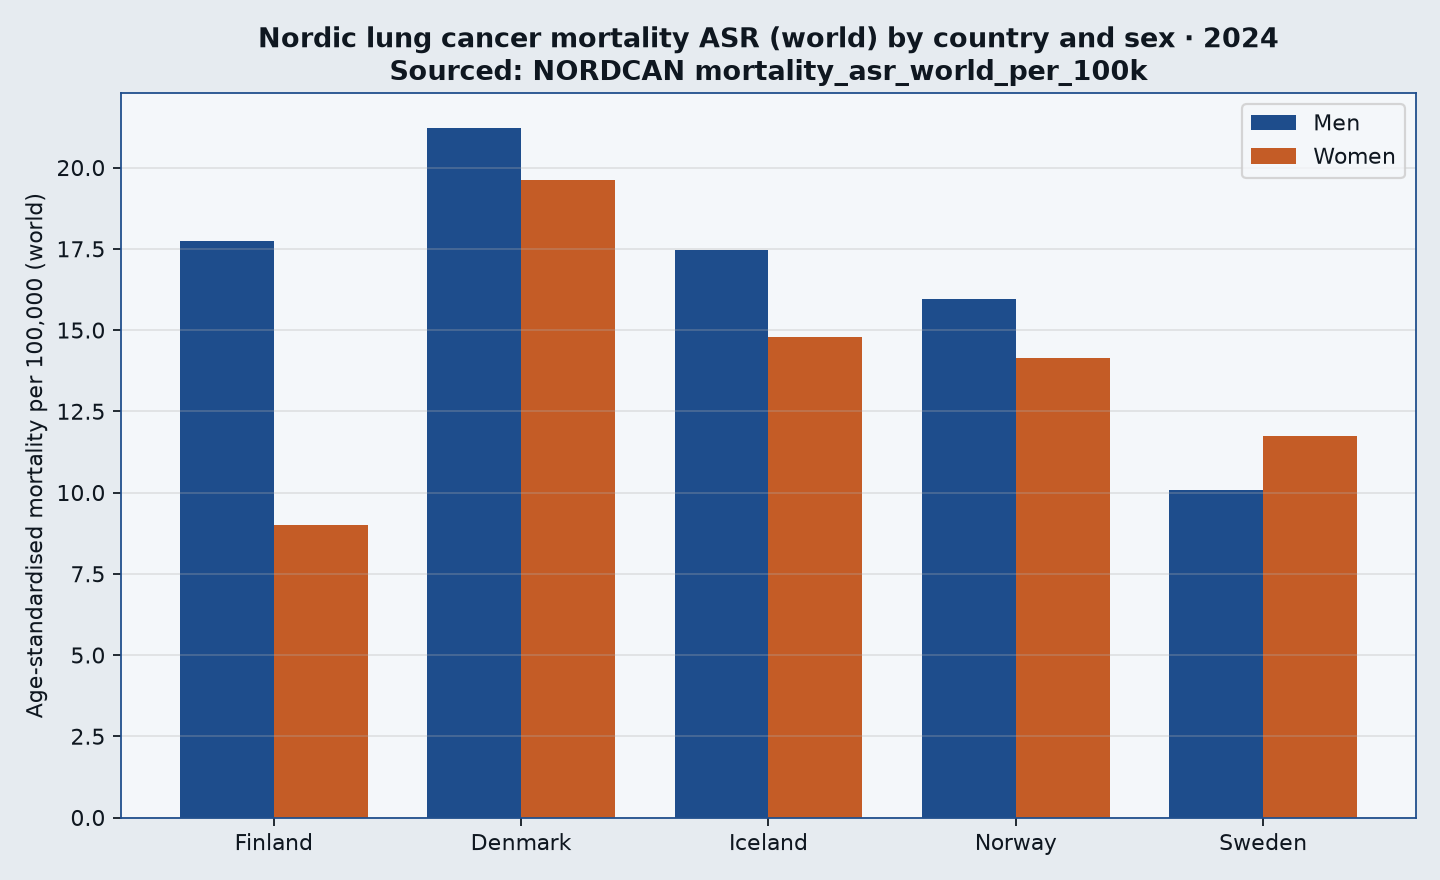 Nordic lung cancer mortality ASR (world) by country and sex · 2024
Sourced: NORDCAN mortality_asr_world_per_100k
Men
Women
Age-standardised mortality per 100,000 (world)
20.0
17.5
15.0
12.5
10.0
7.5
5.0
2.5
0.0
Finland
Denmark
Iceland
Norway
Sweden